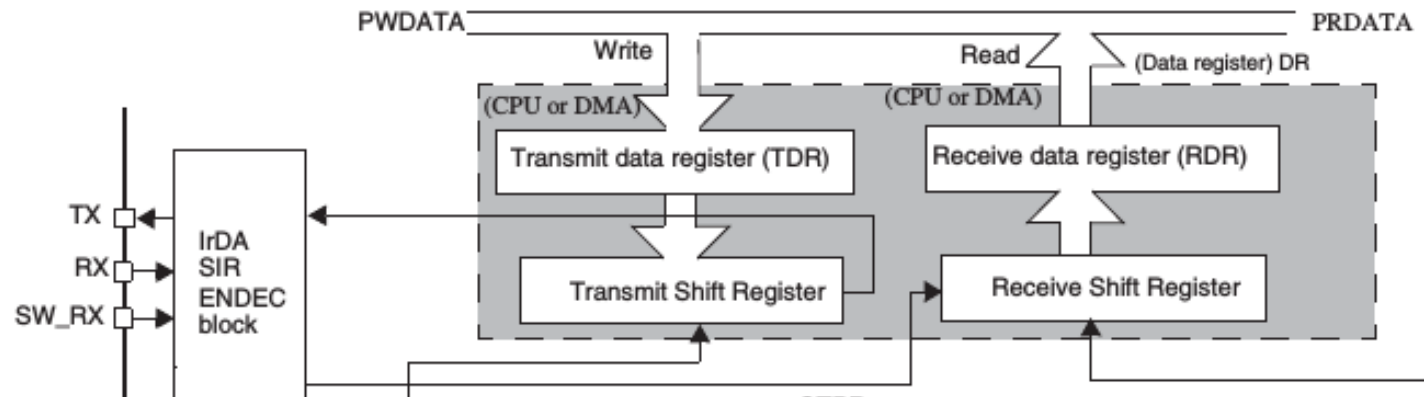 PWDATA
PRDATA
Write
Read
(Data register) DR
(CPU or DMA)
(CPU or DMA)
Transmit data register (TDR)
Receive data register (RDR)
TX
RX
SW_RX
IrDA
SIR
ENDEC
block
Transmit Shift Register
Receive Shift Register